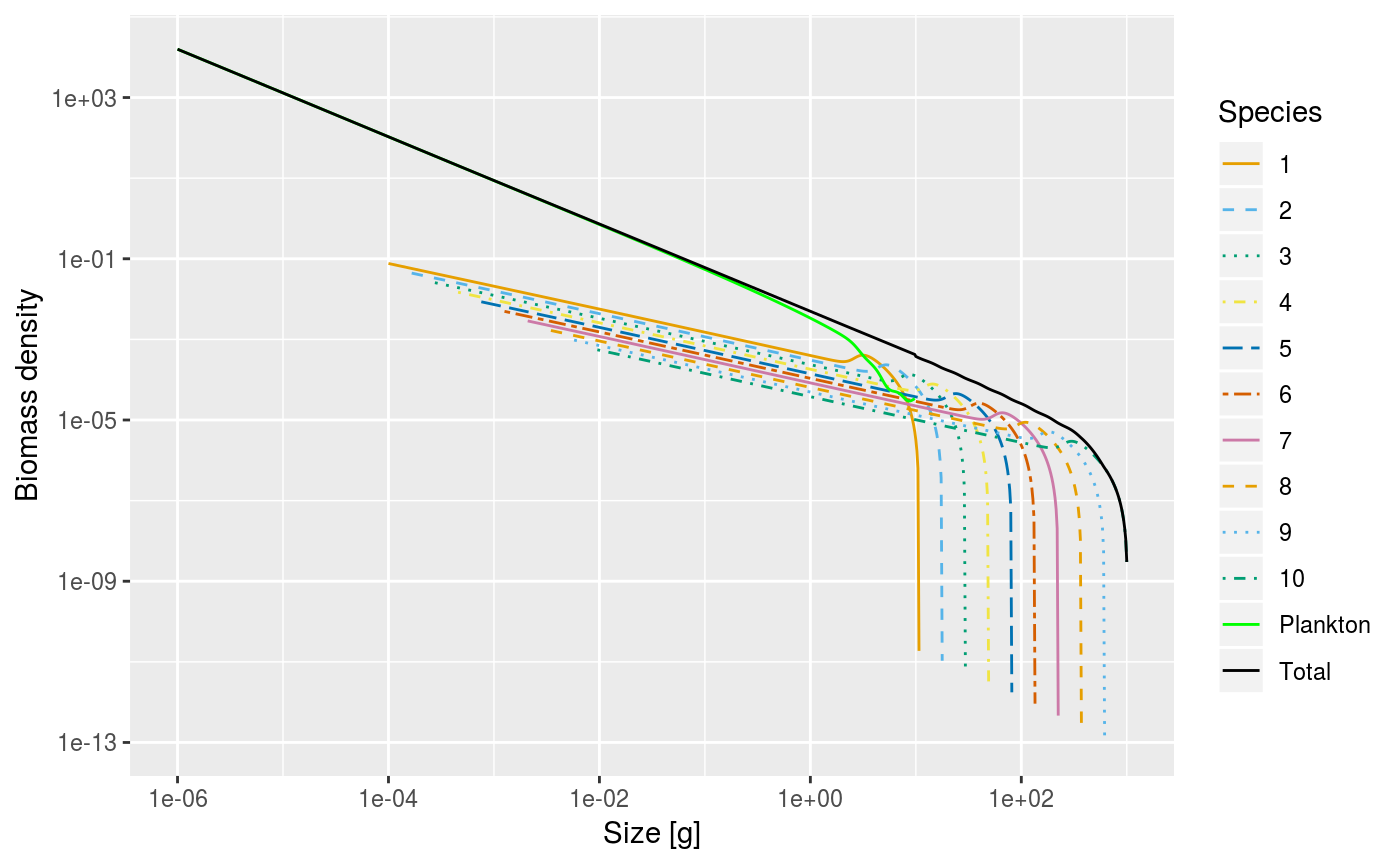 Biomass density
1e+03
1e-01
1e-05
1e-09
1e-13
1e-06
1e-04
1e-02
1e+00
1e+02
Size [g]
Species
1
2
3
4
5
6
7
8
9
10
Plankton
Total